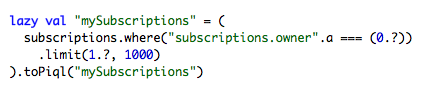 lazy val "mySubscriptions" = (
  subscriptions.where("subscriptions.owner".a === (0.?))
    .limit(1.?, 1000)
).toPiql("mySubscriptions")